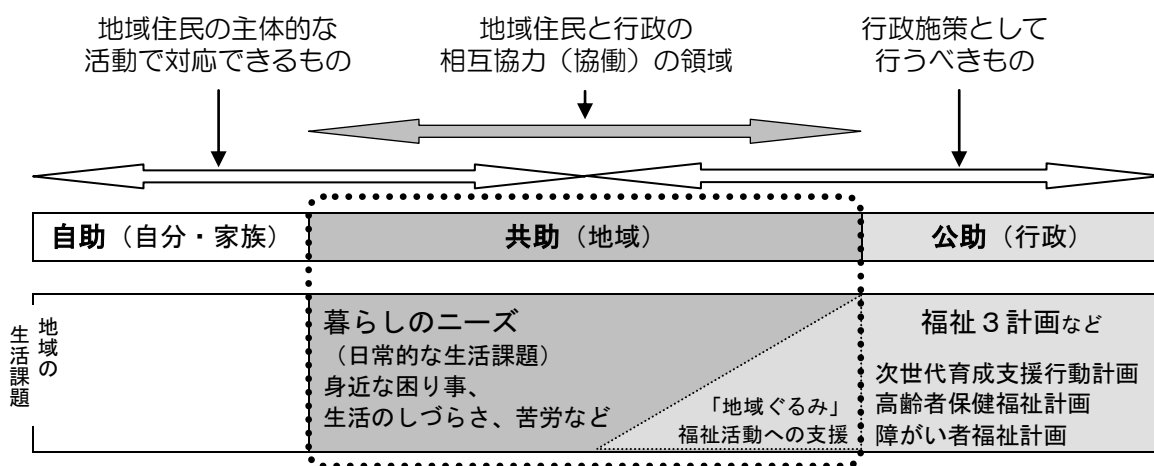 地域住民の主体的な
活動で対応できるもの
地域住民と行政の
相互協力（協働）の領域
行政施策として
行うべきもの
自助（自分・家族）
共助（地域）
公助（行政）
地域の
生活課題
暮らしのニーズ
（日常的な生活課題）
身近な困り事、
生活のしづらさ、苦労など
「地域ぐるみ」
福祉活動への支援
福祉３計画など
次世代育成支援行動計画
高齢者保健福祉計画
障がい者福祉計画